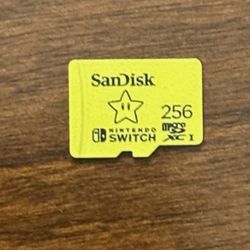 SanDisk
256
micro
SD
XC I
NINTENDO
SWITCH